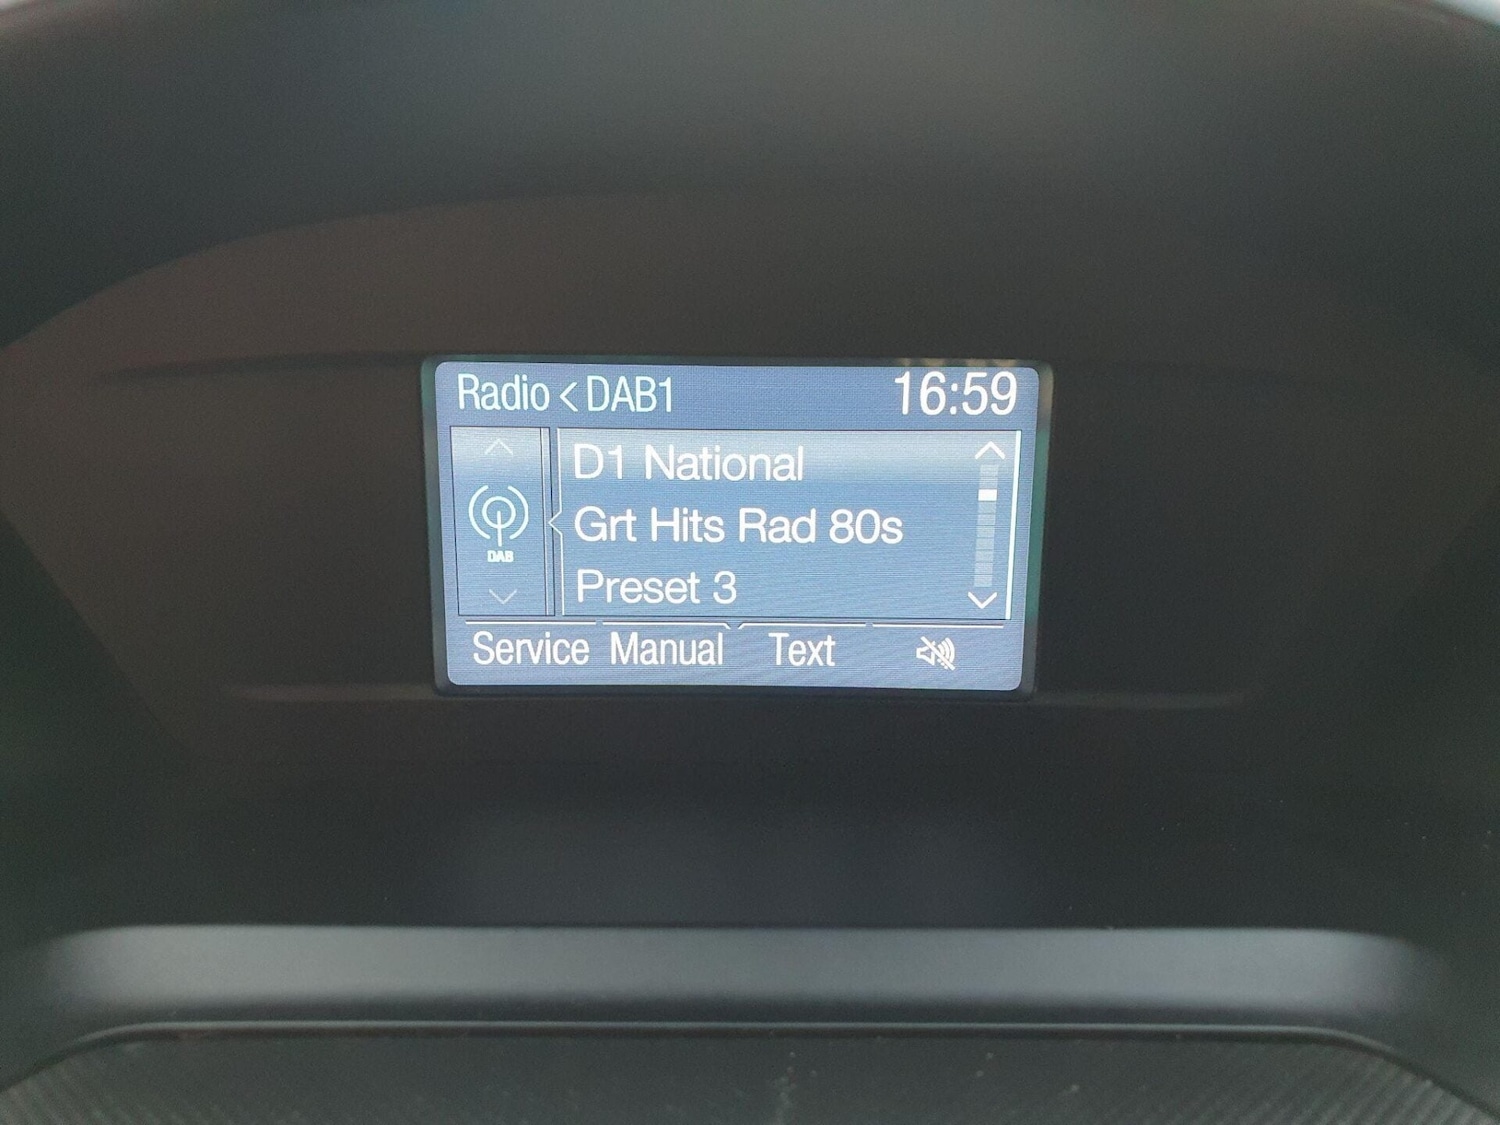 Radio < DAB1 16:59
D1 National
Grt Hits Rad 80s
DAB
Preset 3
Service Manual Text